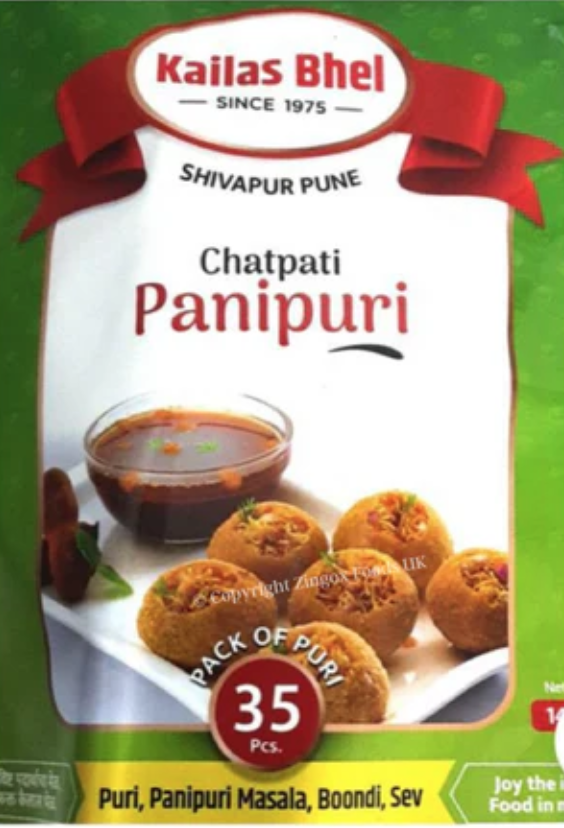 Kailas Bhel
SINCE 1975
SHIVAPUR PUNE
Chatpati
Panipuri
© Copyright Zingox Foods UK
PACK OF PURI
35
Pcs.
Puri, Panipuri Masala, Boondi, Sev
Joy the
Food in